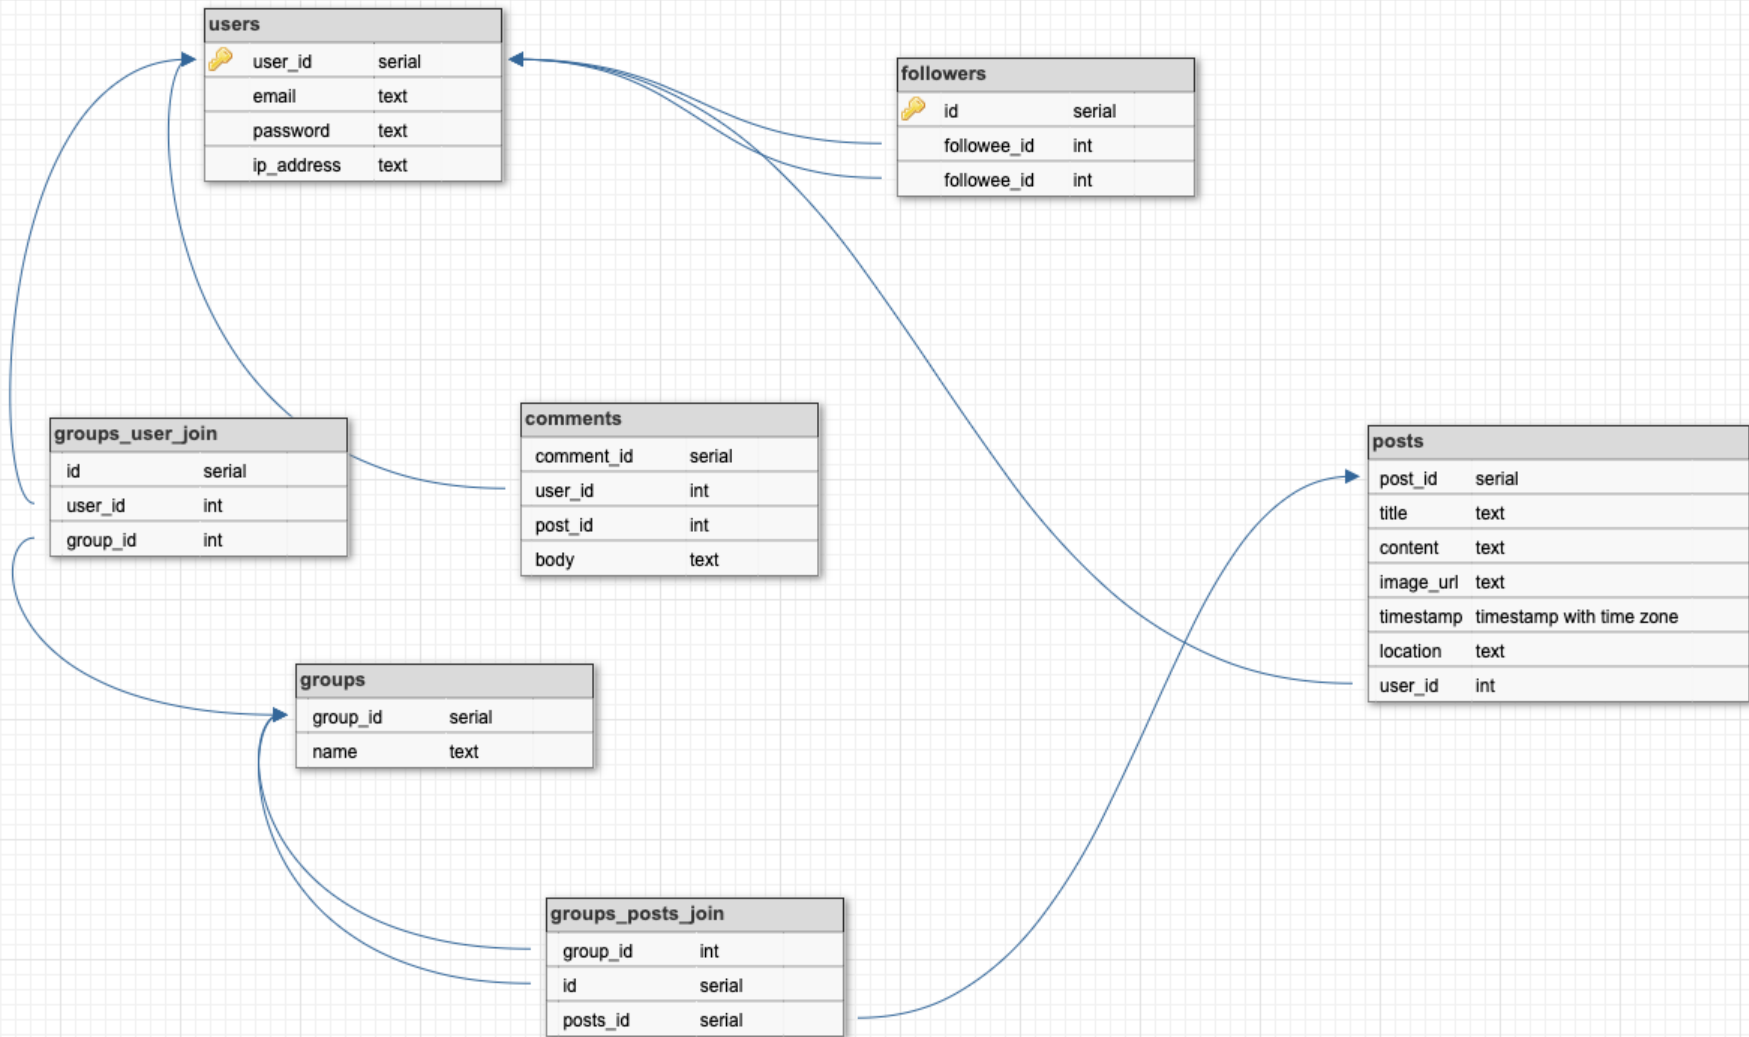 users
user_id serial
email text
password text
ip_address text
followers
id serial
followee_id int
followee_id int
groups_user_join
id serial
user_id int
group_id int
comments
comment_id serial
user_id int
post_id int
body text
posts
post_id serial
title text
content text
image_url text
timestamp timestamp with time zone
location text
user_id int
groups
group_id serial
name text
groups_posts_join
group_id int
id serial
posts_id serial